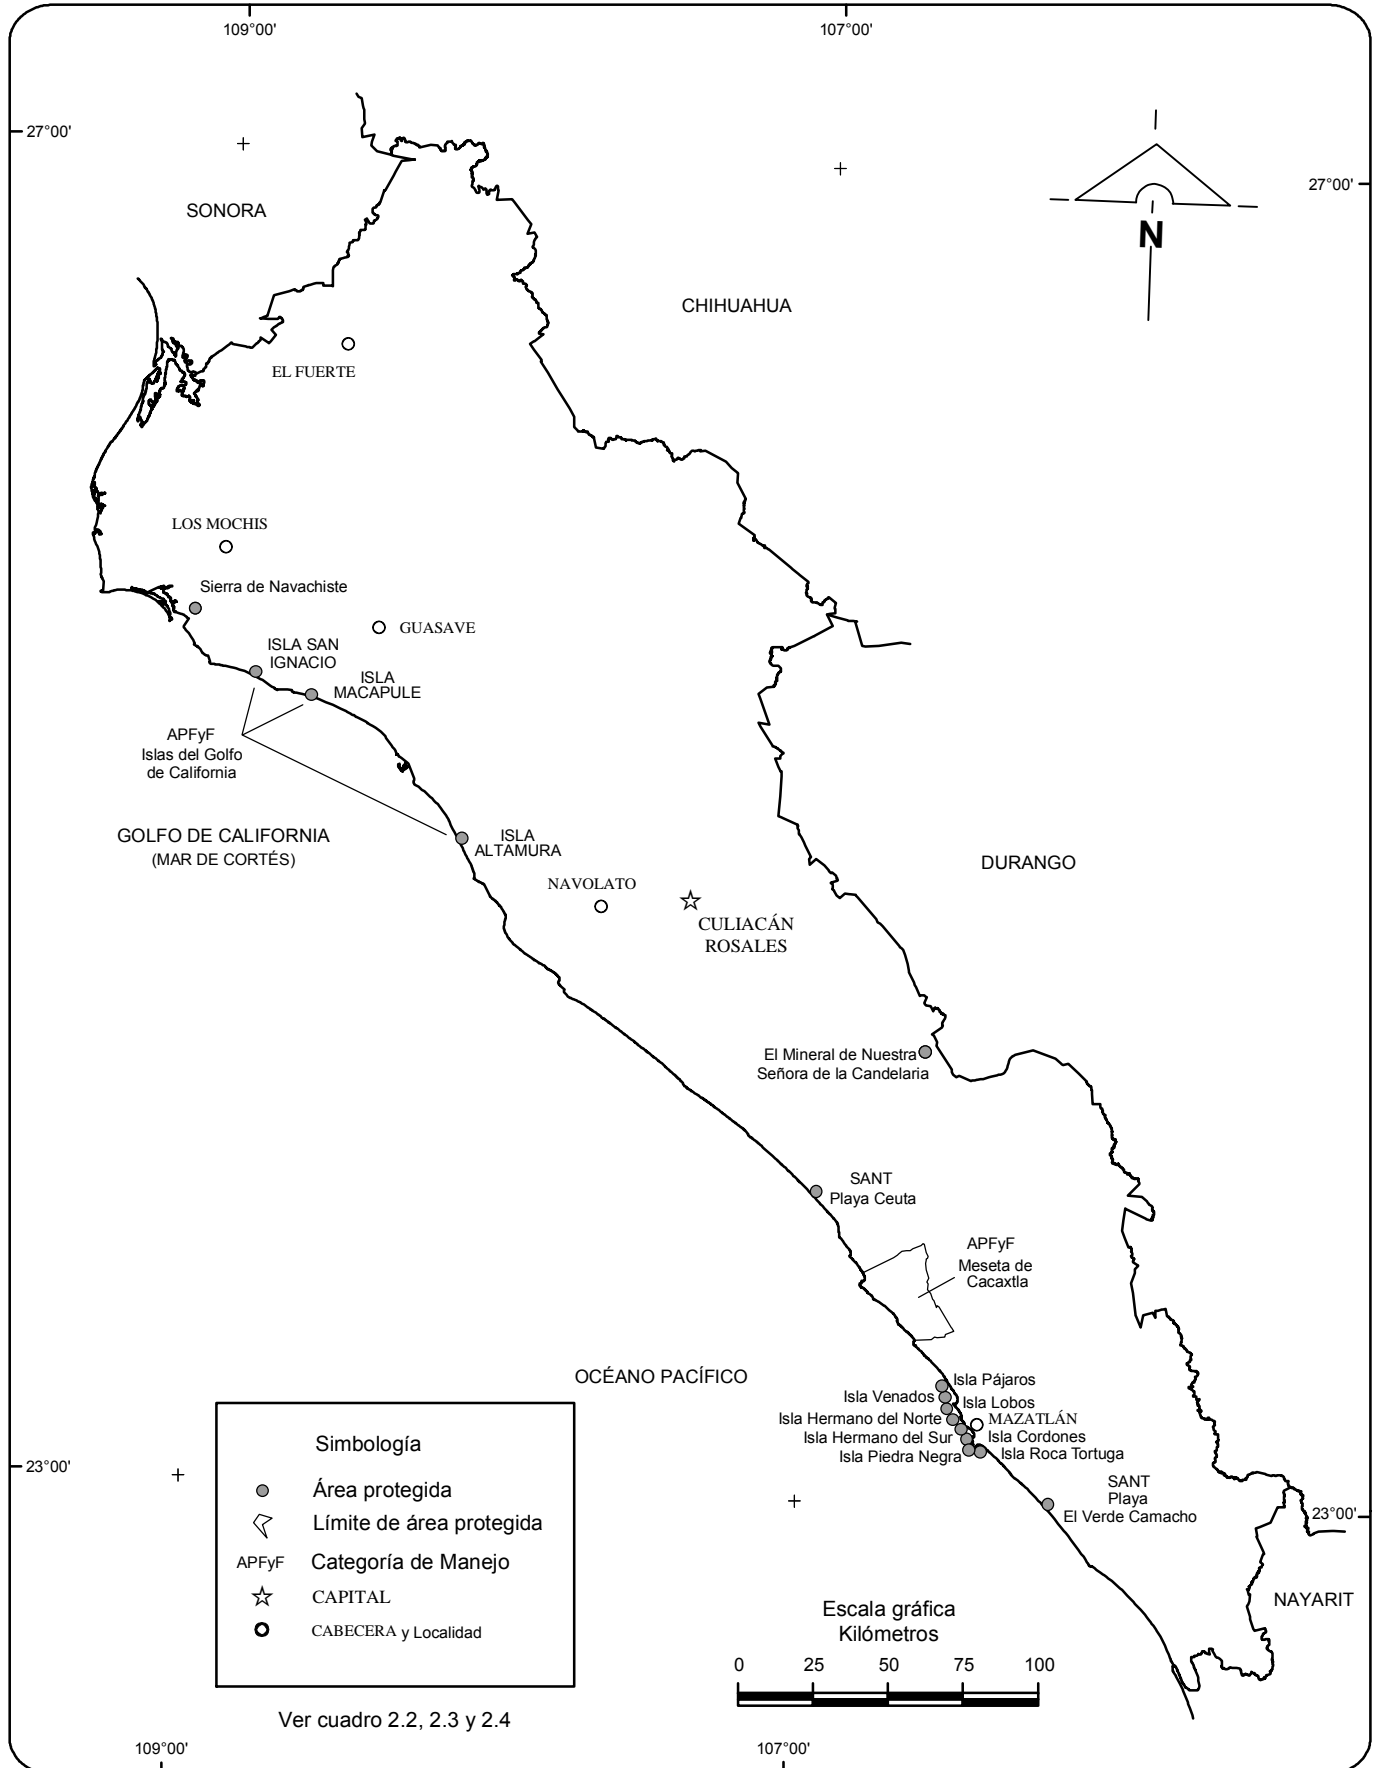 109°00'
107°00'
27°00'
27°00'
SONORA
N
CHIHUAHUA
EL FUERTE
LOS MOCHIS
Sierra de Navachiste
GUASAVE
ISLA SAN
IGNACIO
ISLA
MACAPULE
APFyF
Islas del Golfo
de California
GOLFO DE CALIFORNIA
(MAR DE CORTÉS)
ISLA
ALTAMURA
DURANGO
NAVOLATO
CULIACÁN
ROSALES
El Mineral de Nuestra
Señora de la Candelaria
SANT
Playa Ceuta
APFyF
Meseta de
Cacaxtla
OCÉANO PACÍFICO
Isla Pájaros
Isla Venados
Isla Lobos
Isla Hermano del Norte
MAZATLÁN
Isla Hermano del Sur
Isla Cordones
Isla Piedra Negra
Isla Roca Tortuga
SANT
Playa
El Verde Camacho
23°00'
23°00'
NAYARIT
Simbología
Área protegida
Límite de área protegida
APFyF Categoría de Manejo
CAPITAL
CABECERA y Localidad
Escala gráfica
Kilómetros
0 25 50 75 100
Ver cuadro 2.2, 2.3 y 2.4
109°00'
107°00'